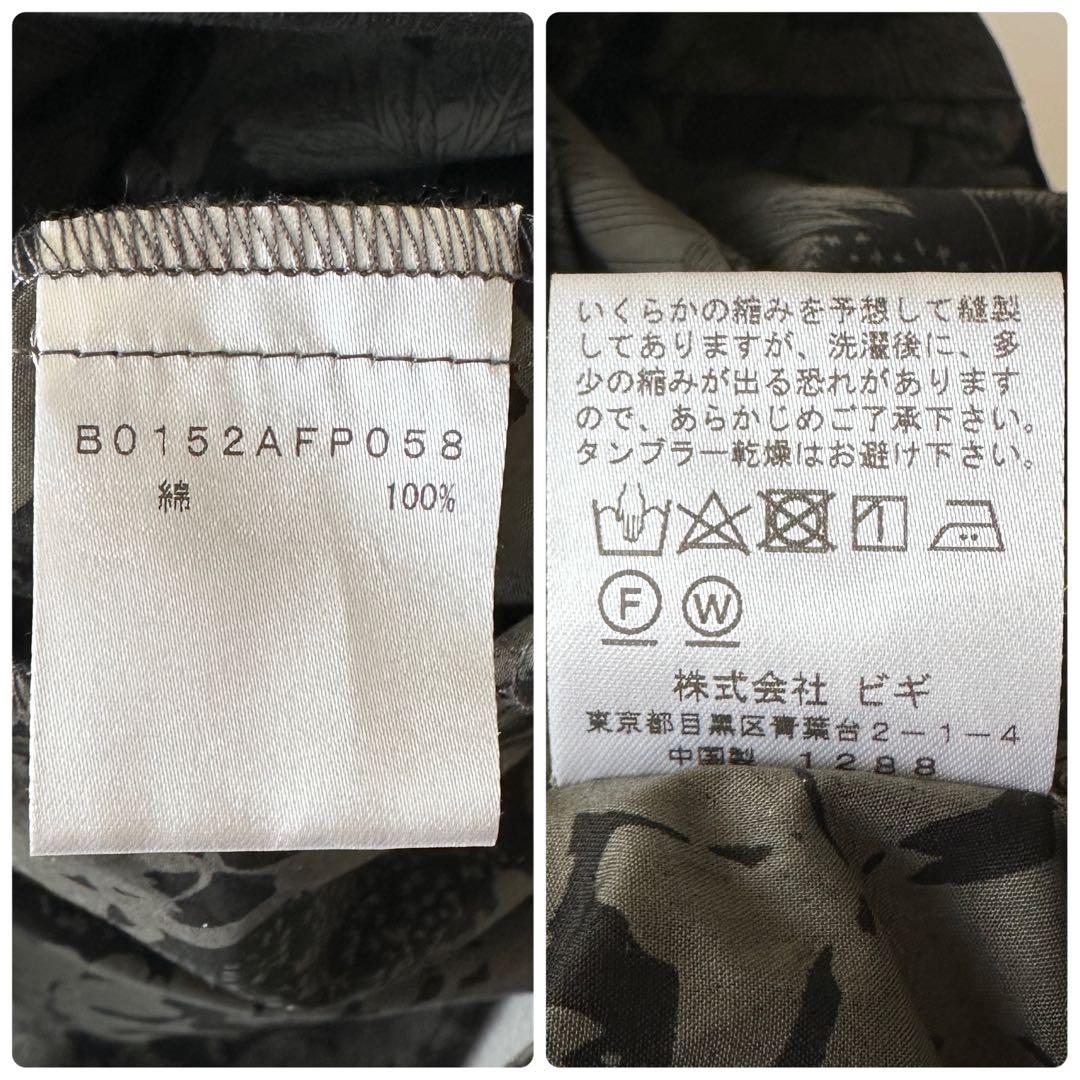 B0152AFP058
綿 100%
いくらかの縮みを予想して縫製
してありますが、洗濯後に、多
少の縮みが出る恐れがあります
ので、あらかじめご了承下さい。
タンブラー乾燥はお避け下さい。
F W
株式会社 ビギ
東京都目黒区青葉台2-1-4
中国製 1288